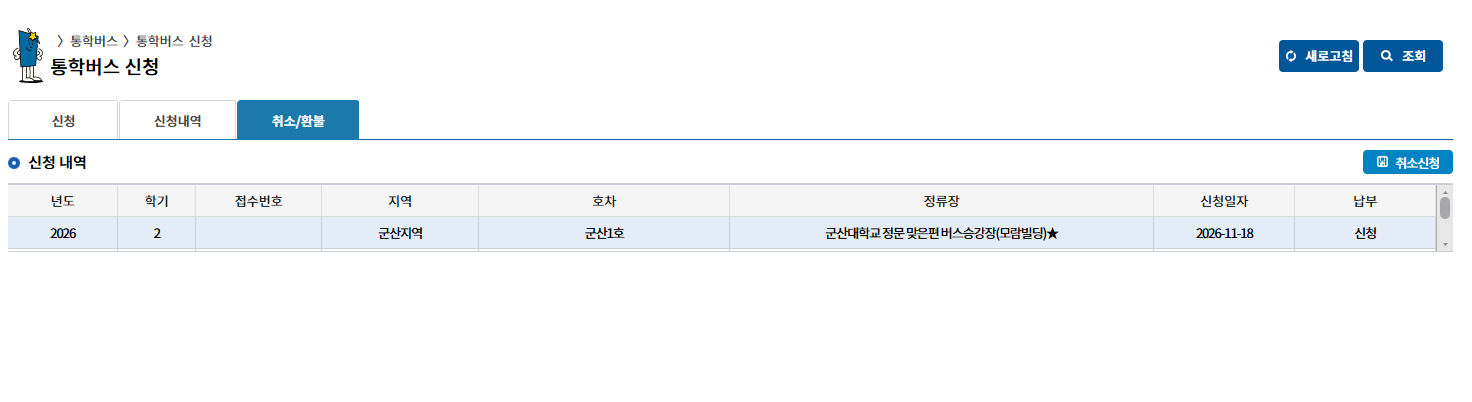 〉통학버스 〉통학버스 신청
통학버스 신청
새로고침 조회
신청 신청내역 취소/환불
신청 내역
취소신청
년도 학기 접수번호 지역 호차 정류장 신청일자 납부
2026 2 군산지역 군산1호 군산대학교 정문 맞은편 버스승강장(모람빌딩)★ 2026-11-18 신청